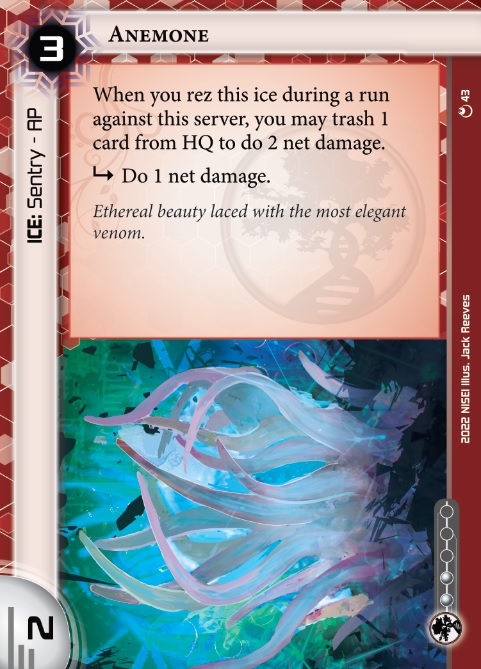 3
ANEMONE
ICE: Sentry - AP
When you rez this ice during a run
against this server, you may trash 1
card from HQ to do 2 net damage.
↳ Do 1 net damage.
Ethereal beauty laced with the most elegant
venom.
43
2022 NISEI Illus. Jack Reeves
2